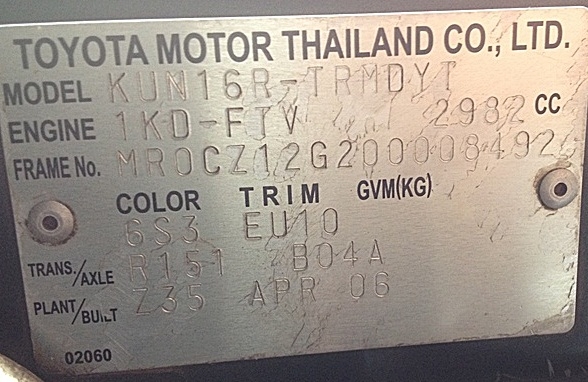 TOYOTA MOTOR THAILAND CO., LTD.
MODEL KUN16R-TRMDYT
ENGINE 1KD-FTV 2982 CC
FRAME No. MR0CZ12G200008492
COLOR TRIM GVM(KG)
6S3 EU10
TRANS./AXLE R151 B04A
PLANT/BUILT Z35 APR 06
02060